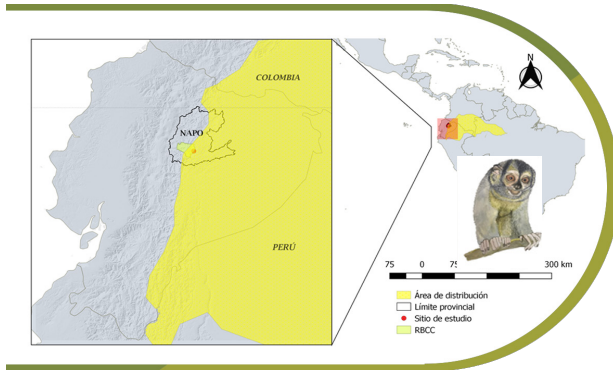 COLOMBIA
NAPO
PERÚ
N
75 0 75 300 km
Área de distribución
Límite provincial
Sitio de estudio
RBCC